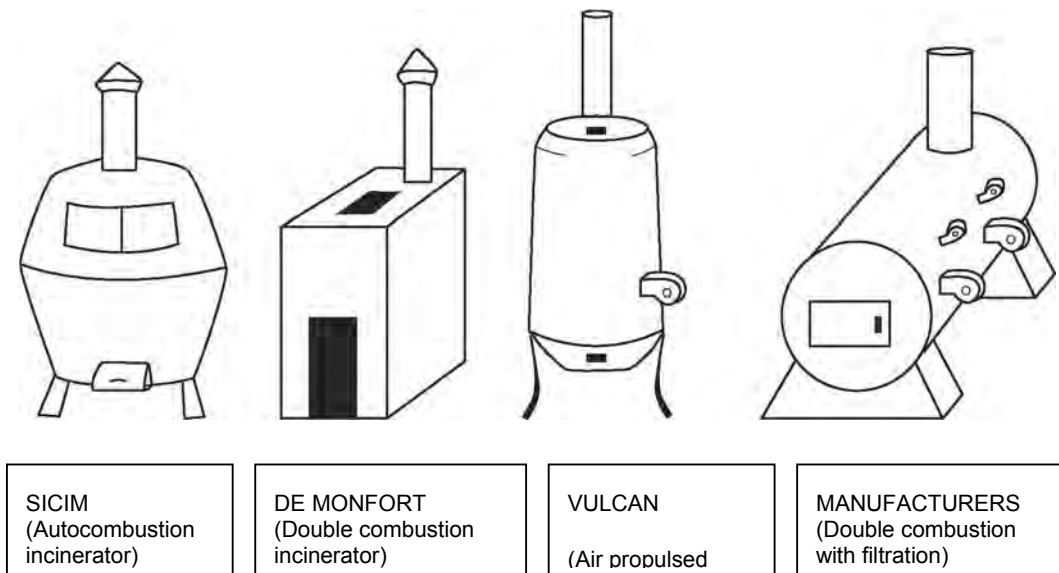 SICIM
(Autocombustion
incinerator)
DE MONFORT
(Double combustion
incinerator)
VULCAN
(Air propulsed
MANUFACTURERS
(Double combustion
with filtration)